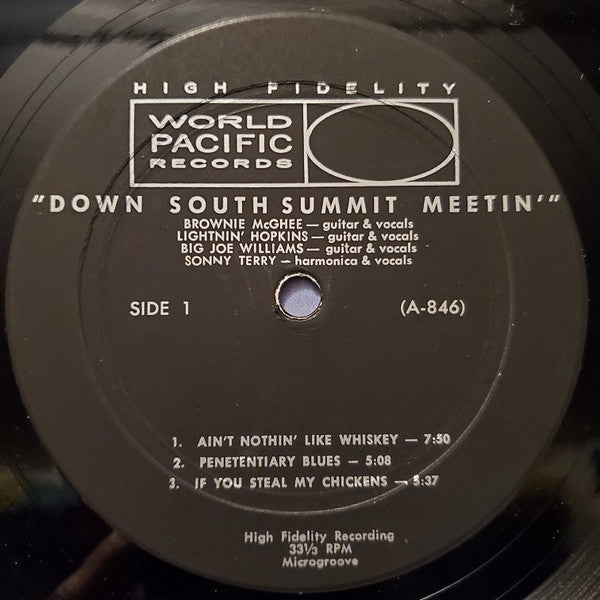 HIGH FIDELITY
WORLD
PACIFIC
RECORDS
"DOWN SOUTH SUMMIT MEETIN'"
BROWNIE McGHEE — guitar & vocals
LIGHTNIN' HOPKINS — guitar & vocals
BIG JOE WILLIAMS — guitar & vocals
SONNY TERRY — harmonica & vocals
SIDE 1 (A-846)
1. AIN'T NOTHIN' LIKE WHISKEY — 7:50
2. PENETENTIARY BLUES — 5:08
3. IF YOU STEAL MY CHICKENS — 5:37
High Fidelity Recording
33⅓ RPM
Microgroove